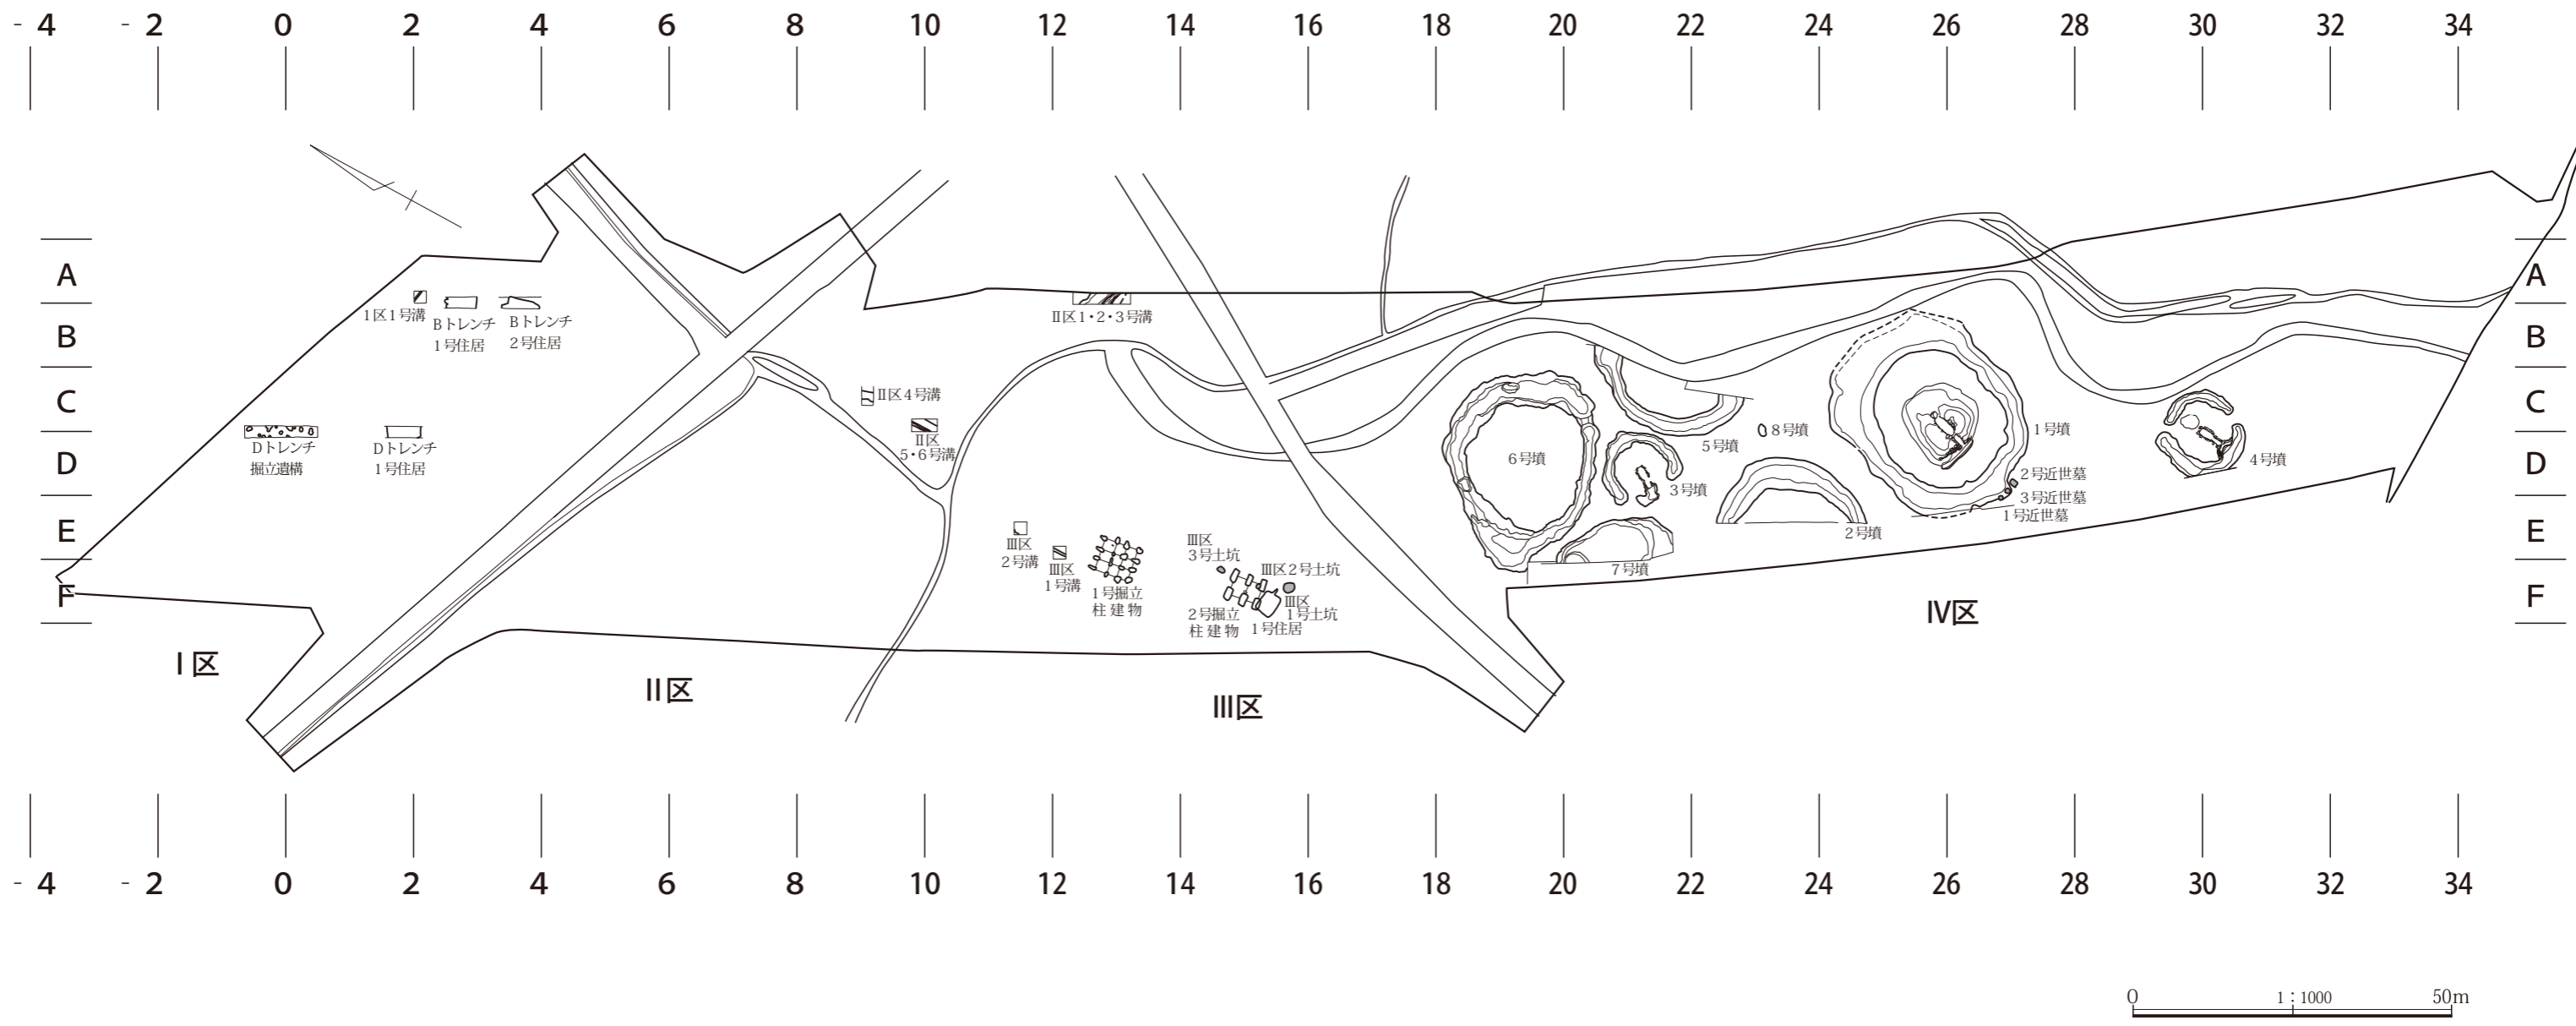 - 4 - 2 0 2 4 6 8 10 12 14 16 18 20 22 24 26 28 30 32 34
A A
1区1号溝
Bトレンチ
1号住居
Bトレンチ
2号住居
Ⅱ区1・2・3号溝
B B
C C
Ⅱ区4号溝
Ⅱ区
5・6号溝
Dトレンチ
掘立遺構
Dトレンチ
1号住居
D D
6号墳
5号墳
8号墳
3号墳
1号墳
4号墳
2号近世墓
3号近世墓
1号近世墓
2号墳
7号墳
E E
Ⅲ区
2号溝
Ⅲ区
1号溝
1号掘立
柱建物
Ⅲ区
3号土坑
Ⅲ区2号土坑
Ⅲ区
1号土坑
2号掘立
柱建物
1号住居
F F
Ⅰ区
Ⅱ区
Ⅲ区
Ⅳ区
- 4 - 2 0 2 4 6 8 10 12 14 16 18 20 22 24 26 28 30 32 34
0 1:1000 50m